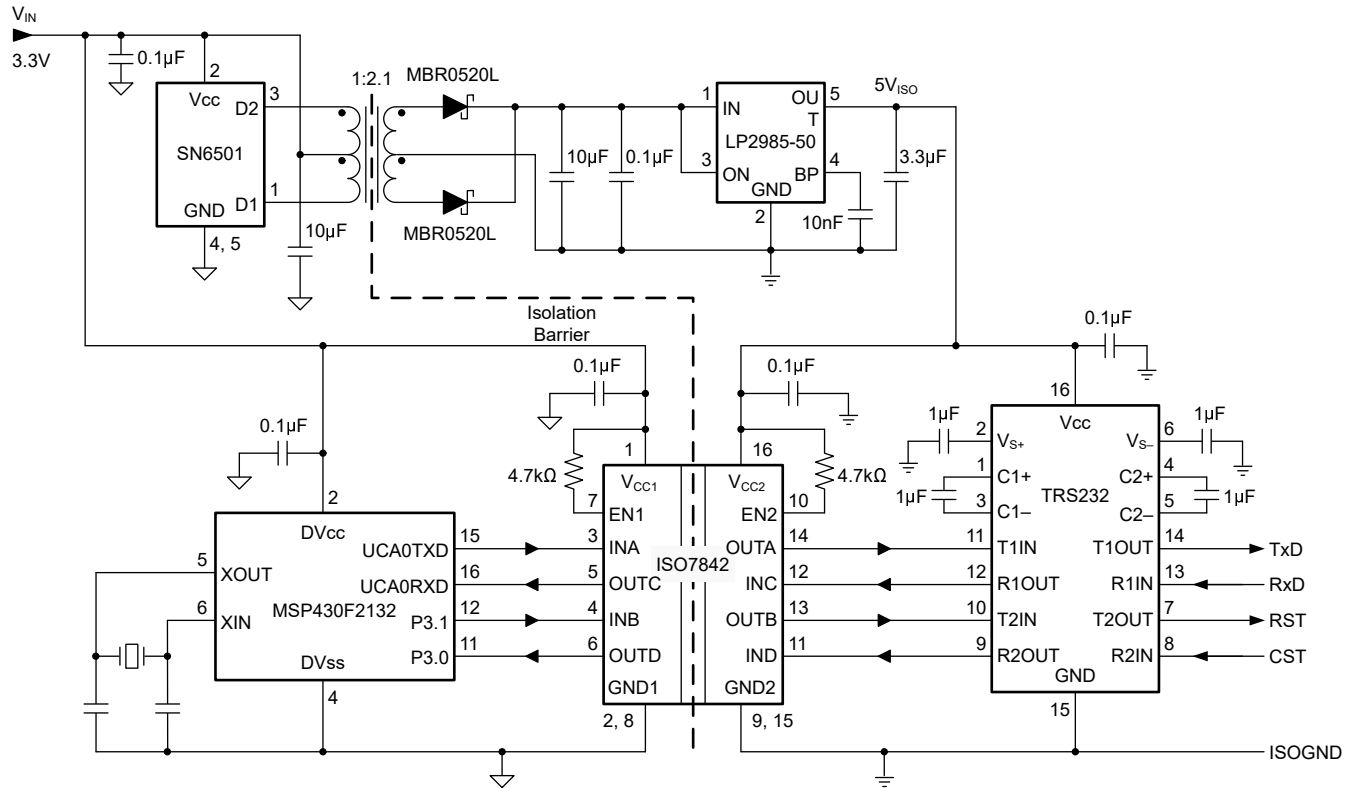 VIN
3.3V
0.1µF
2
Vcc
D2
3
SN6501
D1
1
GND
4, 5
10µF
1:2.1
MBR0520L
MBR0520L
10µF
0.1µF
1
IN
OU
T
5
LP2985-50
3
ON
BP
4
GND
2
10nF
5VISO
3.3µF
Isolation
Barrier
0.1µF
0.1µF
0.1µF
0.1µF
4.7kΩ
1
16
4.7kΩ
VCC1
VCC2
7
EN1
EN2
10
3
INA
OUTA
14
ISO7842
5
OUTC
INC
12
4
INB
OUTB
13
6
OUTD
IND
11
GND1
GND2
2, 8
9, 15
2
DVcc
UCA0TXD
15
5
XOUT
UCA0RXD
16
MSP430F2132
6
XIN
P3.1
12
P3.0
11
DVss
4
16
Vcc
1µF
2
VS+
VS–
6
1µF
1
C1+
C2+
4
1µF
TRS232
1µF
3
C1–
C2–
5
11
T1IN
T1OUT
14
TxD
12
R1OUT
R1IN
13
RxD
10
T2IN
T2OUT
7
RST
9
R2OUT
R2IN
8
CST
GND
15
ISOGND